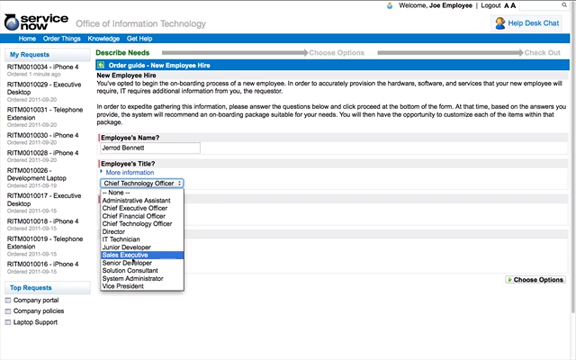 service now
Office of Information Technology
Welcome, Joe Employee | Logout A A
Help Desk Chat
Home Order Things Knowledge Get Help
My Requests
RITM0010034 - iPhone 4
Ordered 1 minute ago
RITM0010029 - Executive
Desktop
Ordered 2011-09-20
RITM0010031 - Telephone
Extension
Ordered 2011-09-20
RITM0010030 - iPhone 4
Ordered 2011-09-20
RITM0010028 - iPhone 4
Ordered 2011-09-20
RITM0010026 -
Development Laptop
Ordered 2011-09-19
RITM0010017 - Executive
Desktop
Ordered 2011-09-15
RITM0010018 - iPhone 4
Ordered 2011-09-15
RITM0010019 - Telephone
Extension
Ordered 2011-09-15
RITM0010016 - iPhone 4
Ordered 2011-09-15
Top Requests
Company portal
Company policies
Laptop Support
Describe Needs Choose Options Check Out
Order guide - New Employee Hire
New Employee Hire
You've opted to begin the on-boarding process of a new employee. In order to accurately provision the hardware, software, and services that your new employee will
require, IT requires additional information from you, the requestor.
In order to expedite gathering this information, please answer the questions below and click proceed at the bottom of the form. At that time, based on the answers you
provide, the system will recommend an on-boarding package suitable for your needs. You will then have the opportunity to customize each of the items within that
package.
Employee's Name?
Jerrod Bennett
Employee's Title?
More information
Chief Technology Officer
-- None --
Administrative Assistant
Chief Executive Officer
Chief Financial Officer
Chief Technology Officer
Director
IT Technician
Junior Developer
Sales Executive
Senior Developer
Solution Consultant
System Administrator
Vice President
Choose Options